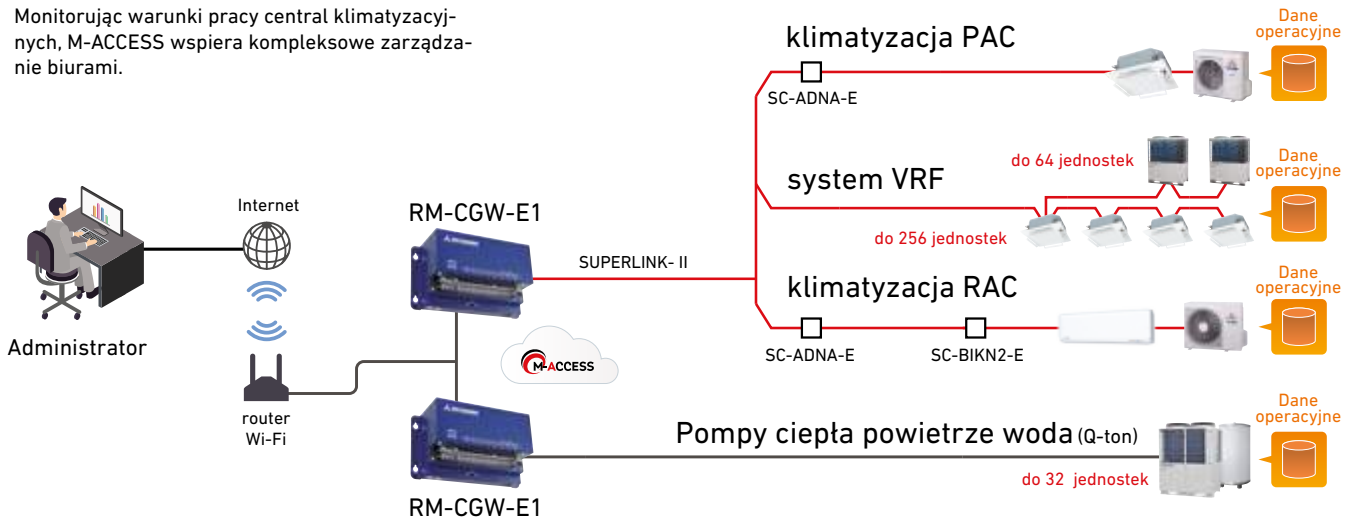 Monitorując warunki pracy central klimatyzacyj-
nych, M-ACCESS wspiera kompleksowe zarządza-
nie biurami.
Administrator
Internet
router
Wi-Fi
RM-CGW-E1
SUPERLINK- II
M-ACCESS
RM-CGW-E1
klimatyzacja PAC
SC-ADNA-E
Dane
operacyjne
system VRF
do 64 jednostek
do 256 jednostek
Dane
operacyjne
klimatyzacja RAC
SC-ADNA-E
SC-BIKN2-E
Dane
operacyjne
Pompy ciepła powietrze woda (Q-ton)
do 32 jednostek
Dane
operacyjne